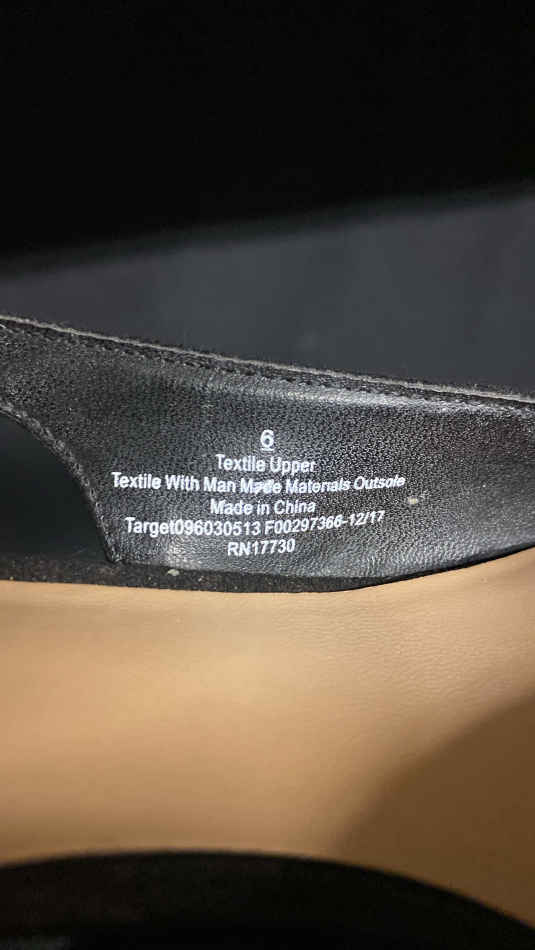 6
Textile Upper
Textile With Man Made Materials Outsole
Made in China
Target096030513 F00297366-12/17
RN17730